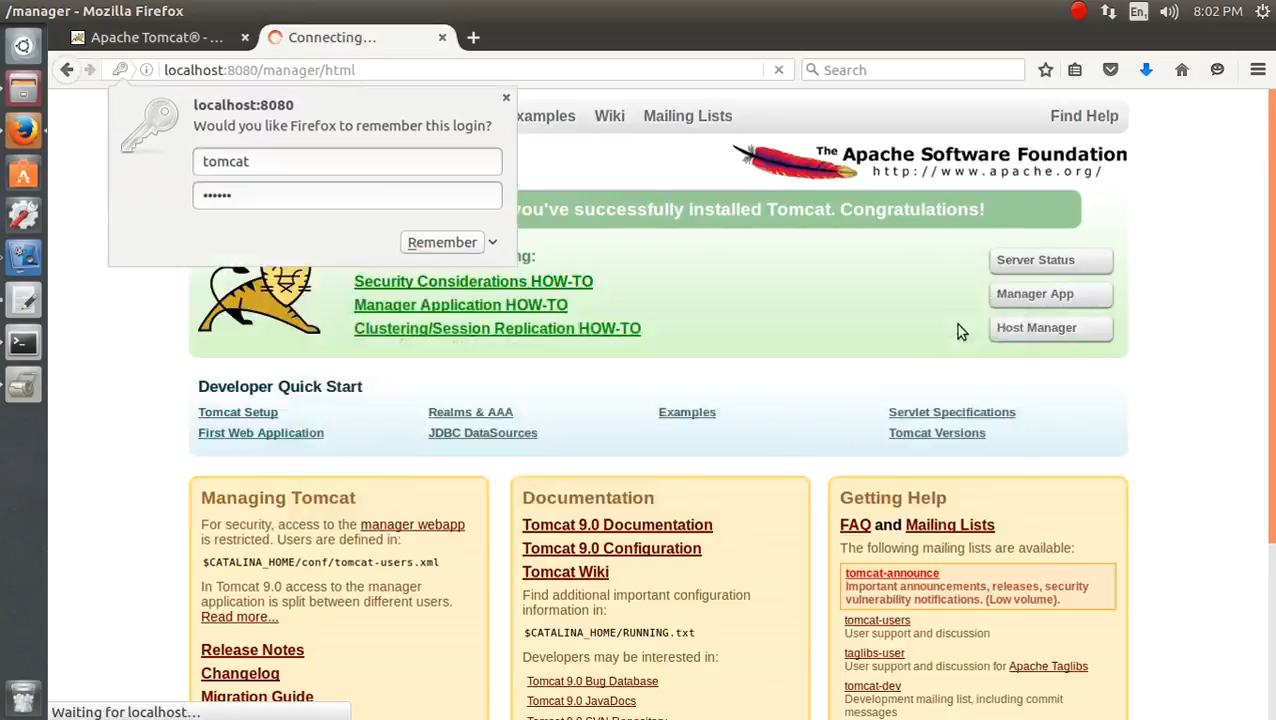 /manager - Mozilla Firefox
En
8:02 PM
Apache Tomcat® - ...
Connecting...
localhost:8080/manager/html
Search
localhost:8080
Would you like Firefox to remember this login?
tomcat
••••••
Remember
Wiki
Mailing Lists
Find Help
The Apache Software Foundation
http://www.apache.org/
you've successfully installed Tomcat. Congratulations!
Security Considerations HOW-TO
Manager Application HOW-TO
Clustering/Session Replication HOW-TO
Server Status
Manager App
Host Manager
Developer Quick Start
Tomcat Setup
Realms & AAA
Examples
Servlet Specifications
First Web Application
JDBC DataSources
Tomcat Versions
Managing Tomcat
For security, access to the manager webapp
is restricted. Users are defined in:
$CATALINA_HOME/conf/tomcat-users.xml
In Tomcat 9.0 access to the manager
application is split between different users.
Read more...
Release Notes
Changelog
Migration Guide
Documentation
Tomcat 9.0 Documentation
Tomcat 9.0 Configuration
Tomcat Wiki
Find additional important configuration
information in:
$CATALINA_HOME/RUNNING.txt
Developers may be interested in:
Tomcat 9.0 Bug Database
Tomcat 9.0 JavaDocs
Tomcat 9.0 SVN Repository
Getting Help
FAQ and Mailing Lists
The following mailing lists are available:
tomcat-announce
Important announcements, releases, security
vulnerability notifications. (Low volume).
tomcat-users
User support and discussion
taglibs-user
User support and discussion for Apache Taglibs
tomcat-dev
Development mailing list, including commit
messages
Waiting for localhost...